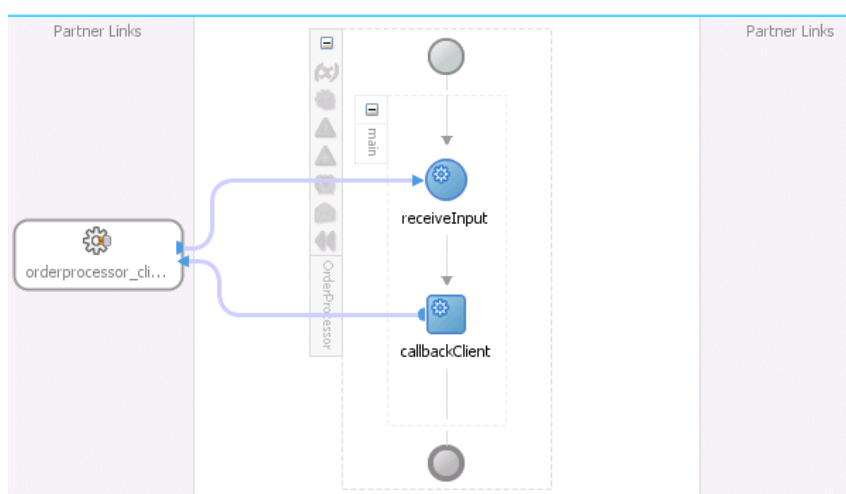 Partner Links
Partner Links
main
receiveInput
orderprocessor_cli...
OrderProcessor
callbackClient